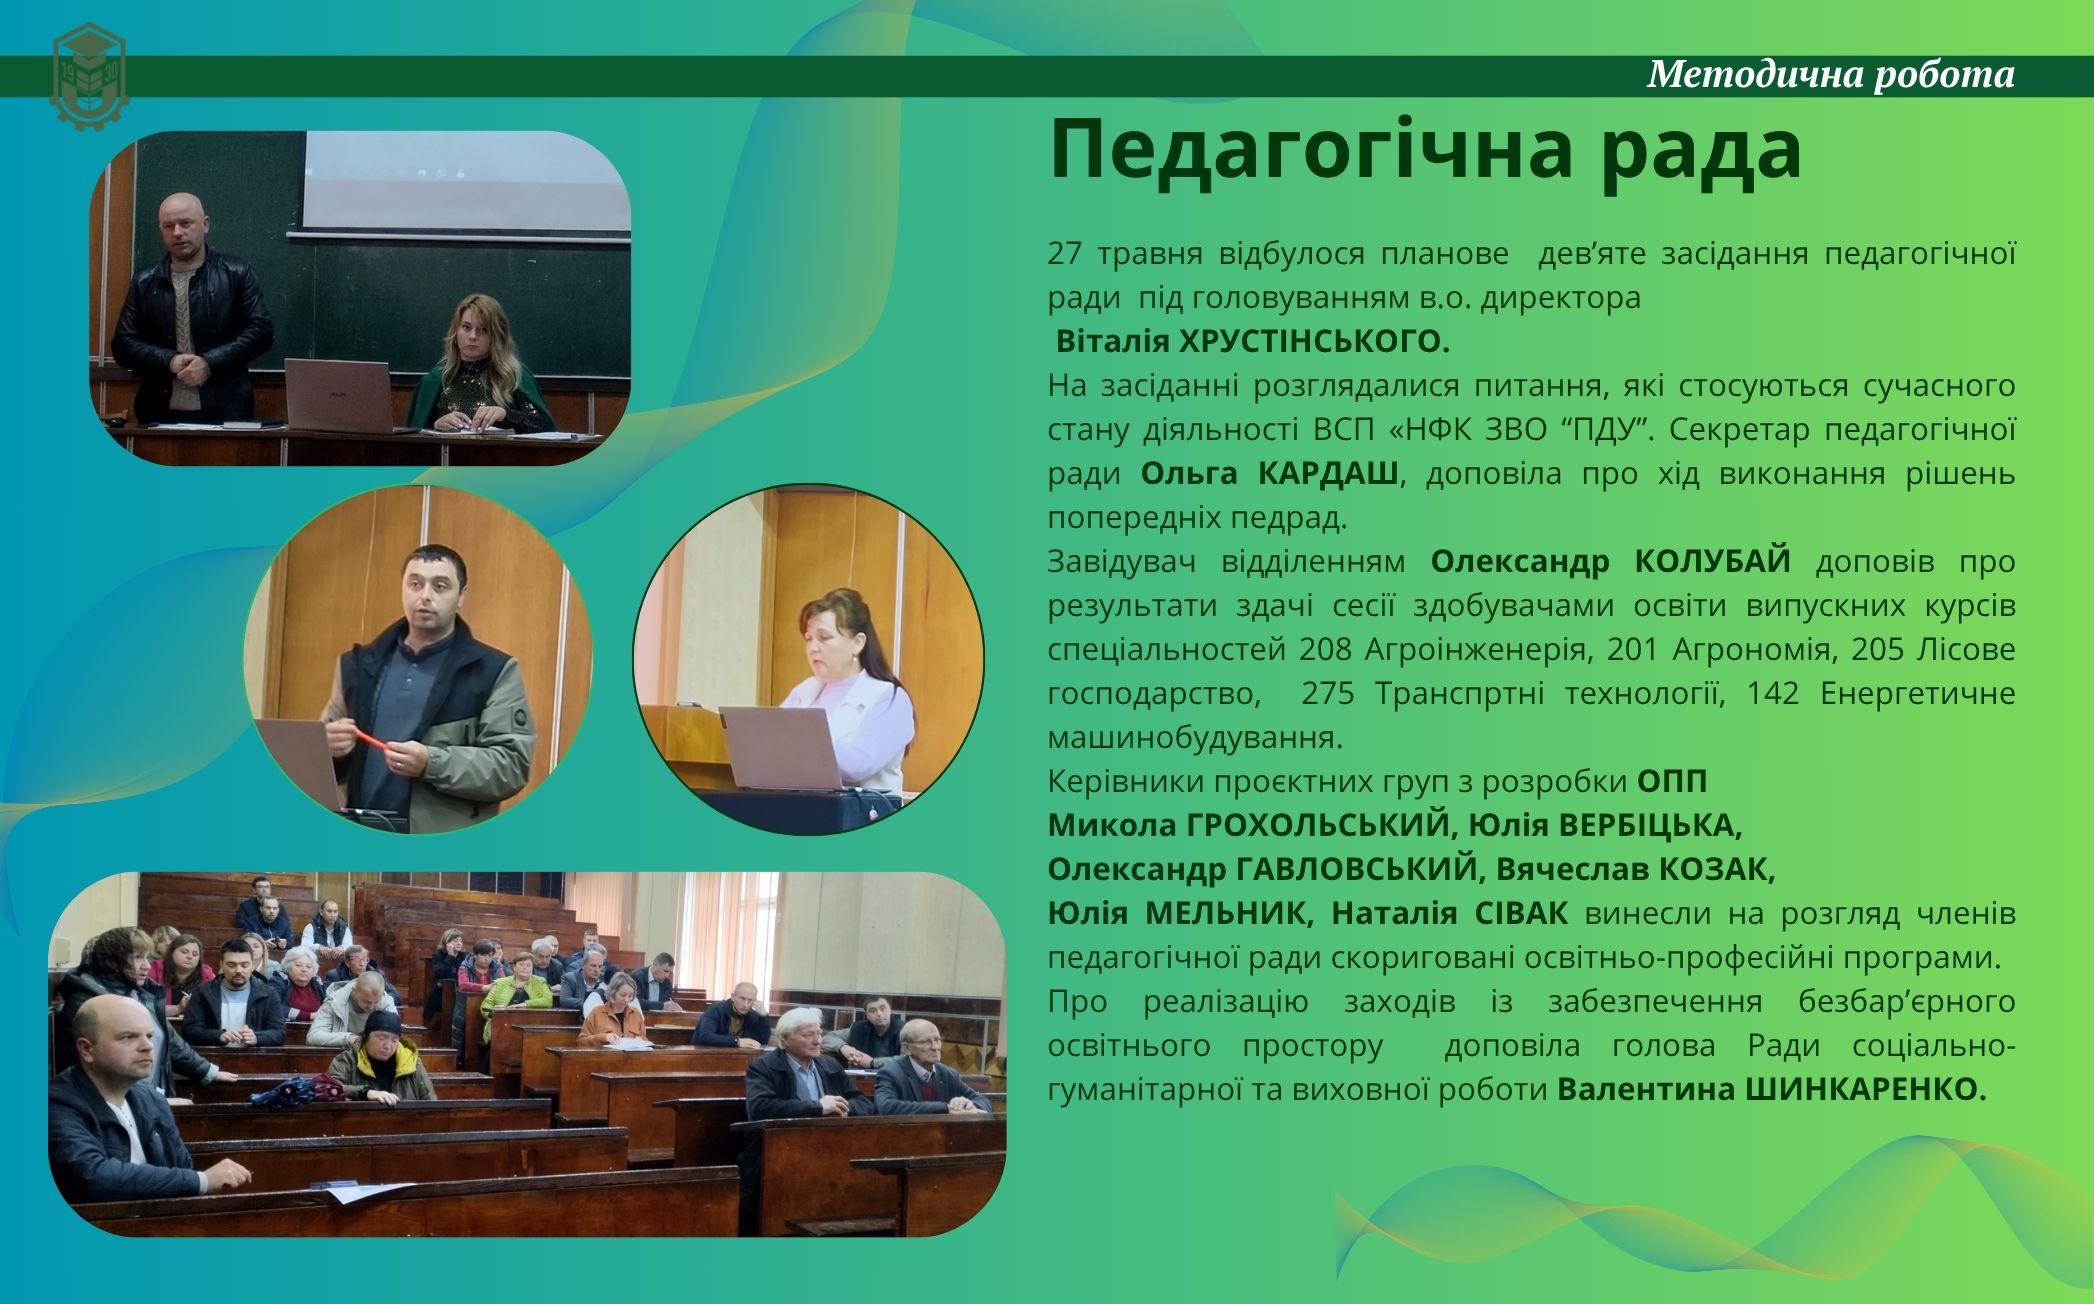 19 30
Методична робота
Педагогічна рада
27 травня відбулося планове дев’яте засідання педагогічної
ради під головуванням в.о. директора
Віталія ХРУСТІНСЬКОГО.
На засіданні розглядалися питання, які стосуються сучасного
стану діяльності ВСП «НФК ЗВО “ПДУ”. Секретар педагогічної
ради Ольга КАРДАШ, доповіла про хід виконання рішень
попередніх педрад.
Завідувач відділенням Олександр КОЛУБАЙ доповів про
результати здачі сесії здобувачами освіти випускних курсів
спеціальностей 208 Агроінженерія, 201 Агрономія, 205 Лісове
господарство, 275 Транспртні технології, 142 Енергетичне
машинобудування.
Керівники проєктних груп з розробки ОПП
Микола ГРОХОЛЬСЬКИЙ, Юлія ВЕРБІЦЬКА,
Олександр ГАВЛОВСЬКИЙ, Вячеслав КОЗАК,
Юлія МЕЛЬНИК, Наталія СІВАК винесли на розгляд членів
педагогічної ради скориговані освітньо-професійні програми.
Про реалізацію заходів із забезпечення безбар’єрного
освітнього простору доповіла голова Ради соціально-
гуманітарної та виховної роботи Валентина ШИНКАРЕНКО.